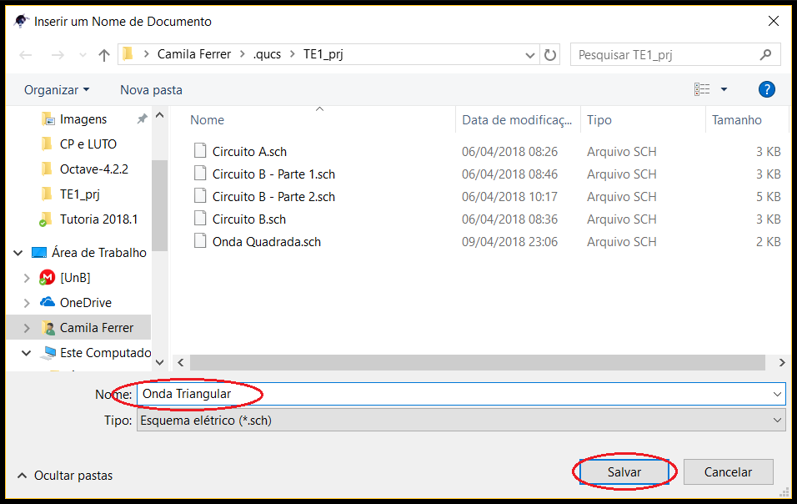 Inserir um Nome de Documento
Camila Ferrer > .qucs > TE1_prj
Pesquisar TE1_prj
Organizar
Nova pasta
?
Imagens
CP e LUTO
Octave-4.2.2
TE1_prj
Tutoria 2018.1
Área de Trabalho
[UnB]
OneDrive
Camila Ferrer
Este Computado
Nome Data de modificaç... Tipo Tamanho
Circuito A.sch 06/04/2018 08:26 Arquivo SCH 3 KB
Circuito B - Parte 1.sch 06/04/2018 08:46 Arquivo SCH 3 KB
Circuito B - Parte 2.sch 06/04/2018 10:17 Arquivo SCH 5 KB
Circuito B.sch 06/04/2018 08:36 Arquivo SCH 3 KB
Onda Quadrada.sch 09/04/2018 23:06 Arquivo SCH 2 KB
Nome: Onda Triangular
Tipo: Esquema elétrico (*.sch)
Ocultar pastas
Salvar
Cancelar